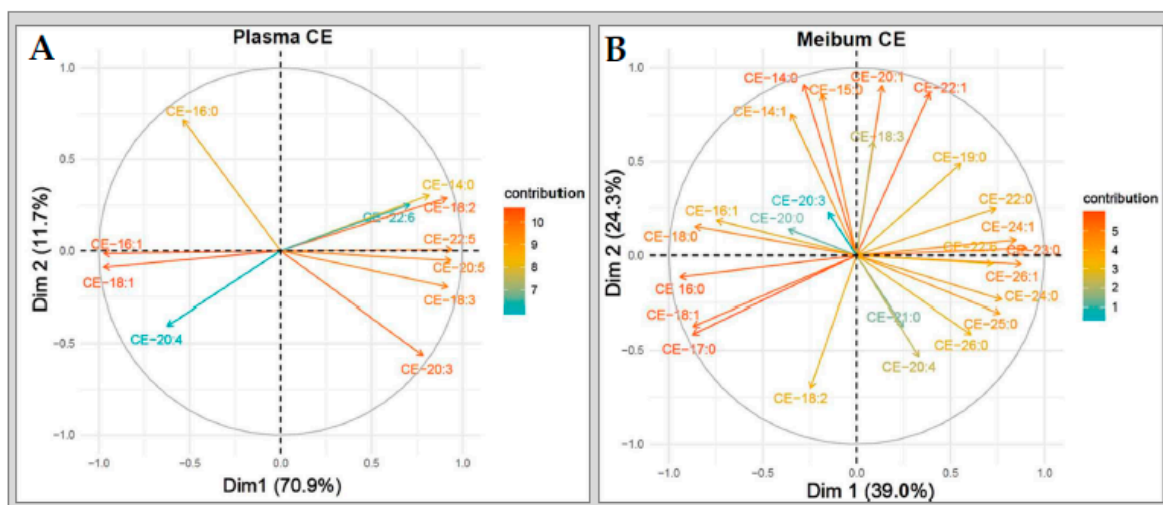 A
Plasma CE
1.0
0.5
0.0
−0.5
−1.0
Dim 2 (11.7%)
CE−16:0
CE−14:0
CE−18:2
CE−22:6
CE−16:1
CE−22:5
CE−20:5
CE−18:1
CE−18:3
CE−20:4
CE−20:3
−1.0 −0.5 0.0 0.5 1.0
Dim1 (70.9%)
contribution
10
9
8
7
B
Meibum CE
1.0
0.5
0.0
−0.5
−1.0
Dim 2 (24.3%)
CE−14:0
CE−20:1
CE−15:0
CE−22:1
CE−14:1
CE−18:3
CE−19:0
CE−20:3
CE−22:0
CE−16:1
CE−20:0
CE−18:0
CE−24:1
CE−23:0
CE−26:1
CE 16:0
CE−24:0
CE−18:1
CE−21:0
CE−25:0
CE−17:0
CE−26:0
CE−20:4
CE−18:2
−1.0 −0.5 0.0 0.5 1.0
Dim 1 (39.0%)
contribution
5
4
3
2
1